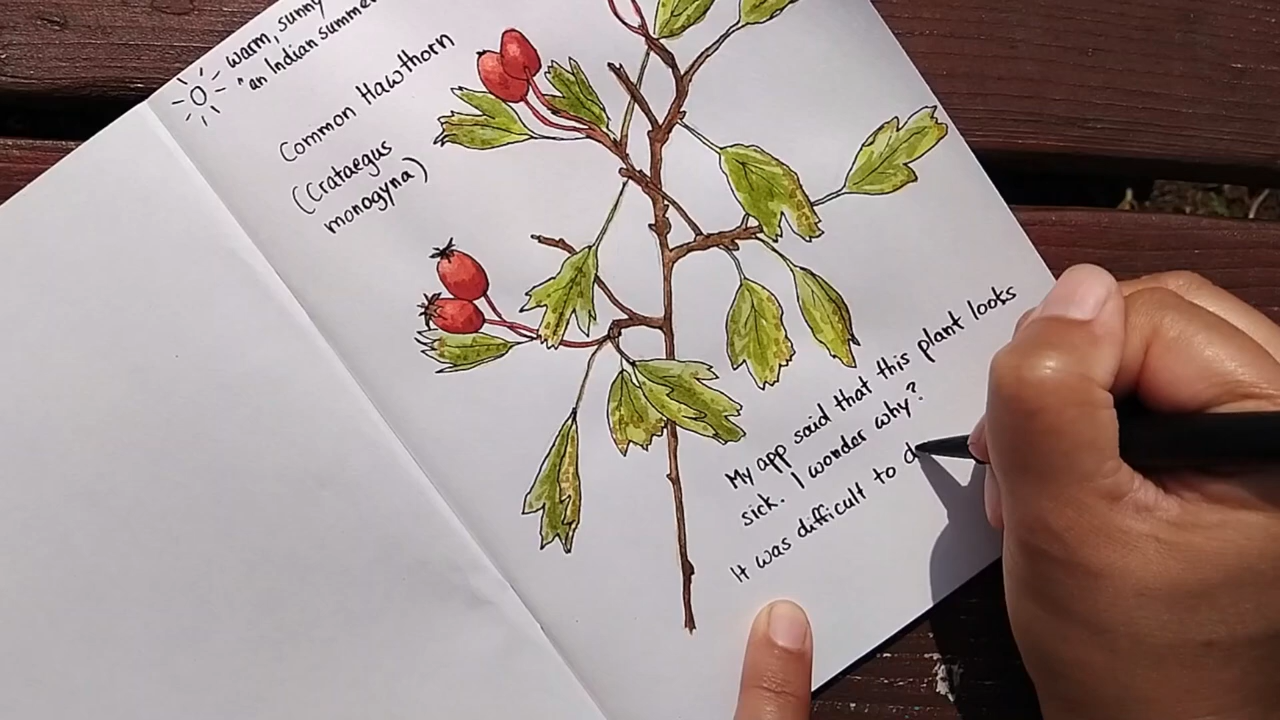 warm, sunny
"an Indian summer
Common Hawthorn
(Crataegus
monogyna)
My app said that this plant looks
sick. I wonder why?
It was difficult to d